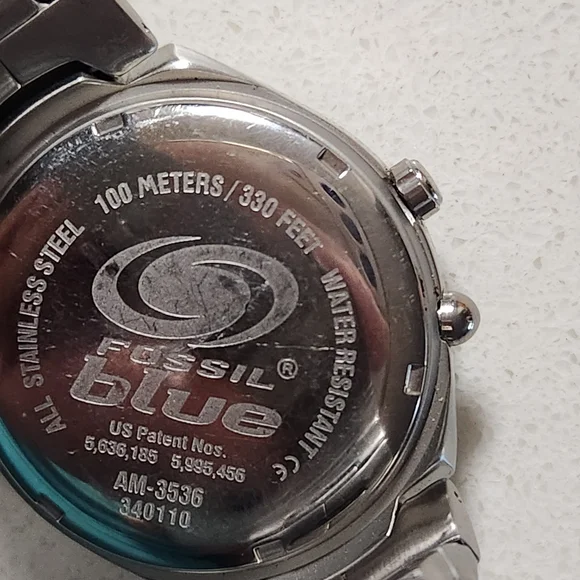 ALL STAINLESS STEEL 100 METERS/330 FEET WATER RESISTANT CE
FOSSIL®
blue
US Patent Nos.
5,636,185 5,995,456
AM-3536
340110